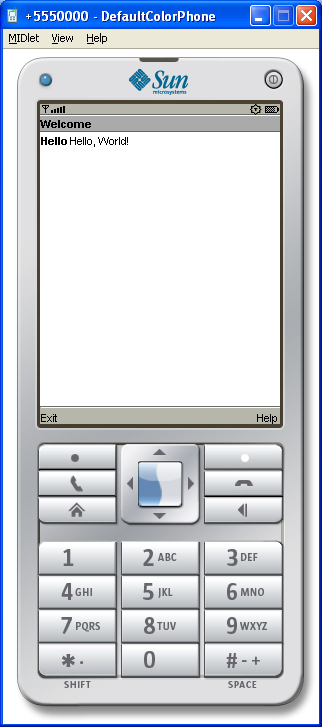 +5550000 - DefaultColorPhone
MIDlet View Help
Sun
microsystems
Welcome
Hello Hello, World!
Exit Help
1 2 ABC 3 DEF
4 GHI 5 JKL 6 MNO
7 PQRS 8 TUV 9 WXYZ
* . 0 # - +
SHIFT SPACE